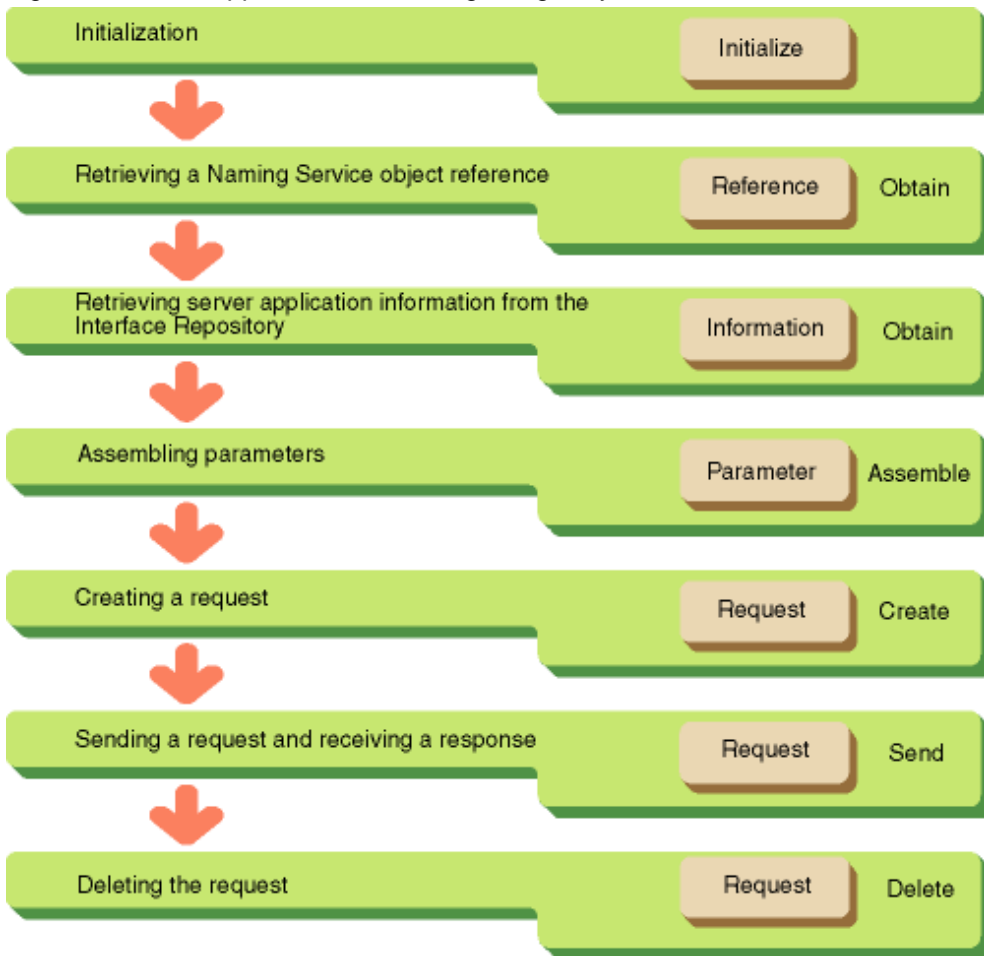 Initialization
Initialize
Retrieving a Naming Service object reference
Reference Obtain
Retrieving server application information from the
Interface Repository
Information Obtain
Assembling parameters
Parameter Assemble
Creating a request
Request Create
Sending a request and receiving a response
Request Send
Deleting the request
Request Delete